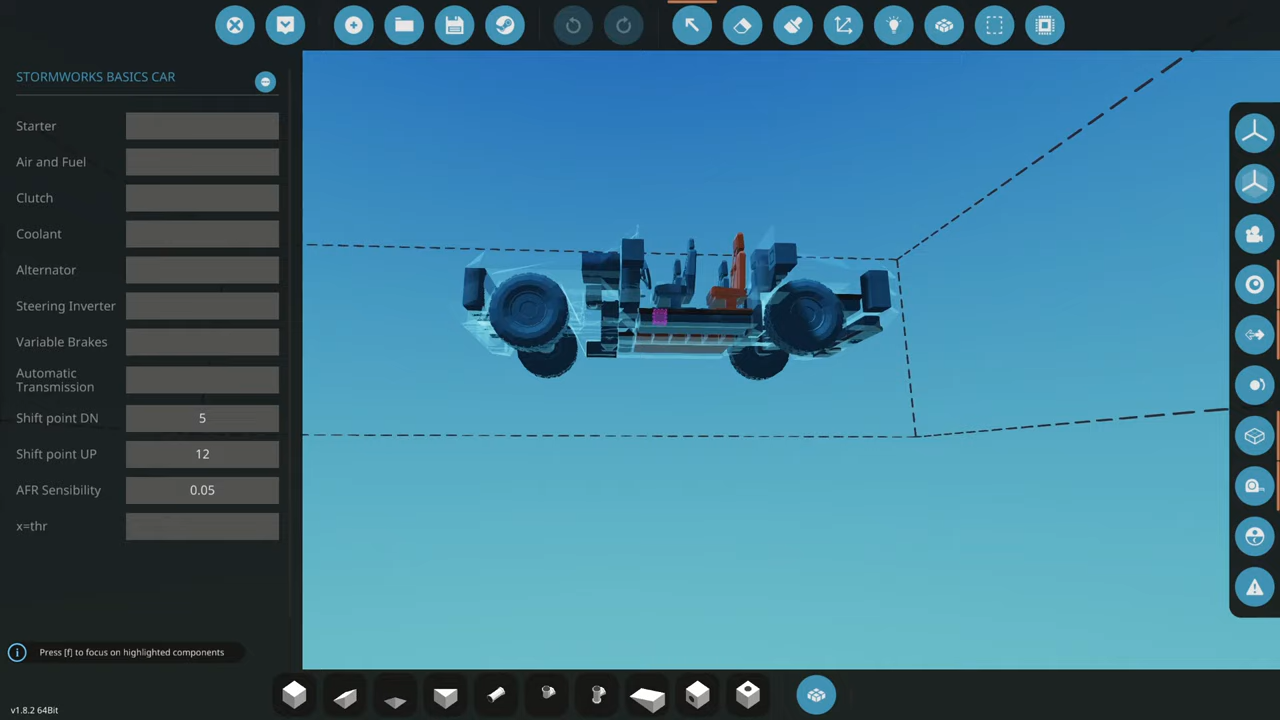 STORMWORKS BASICS CAR
Starter
Air and Fuel
Clutch
Coolant
Alternator
Steering Inverter
Variable Brakes
Automatic
Transmission
Shift point DN 5
Shift point UP 12
AFR Sensibility 0.05
x=thr
Press [f] to focus on highlighted components
v1.8.2 64Bit